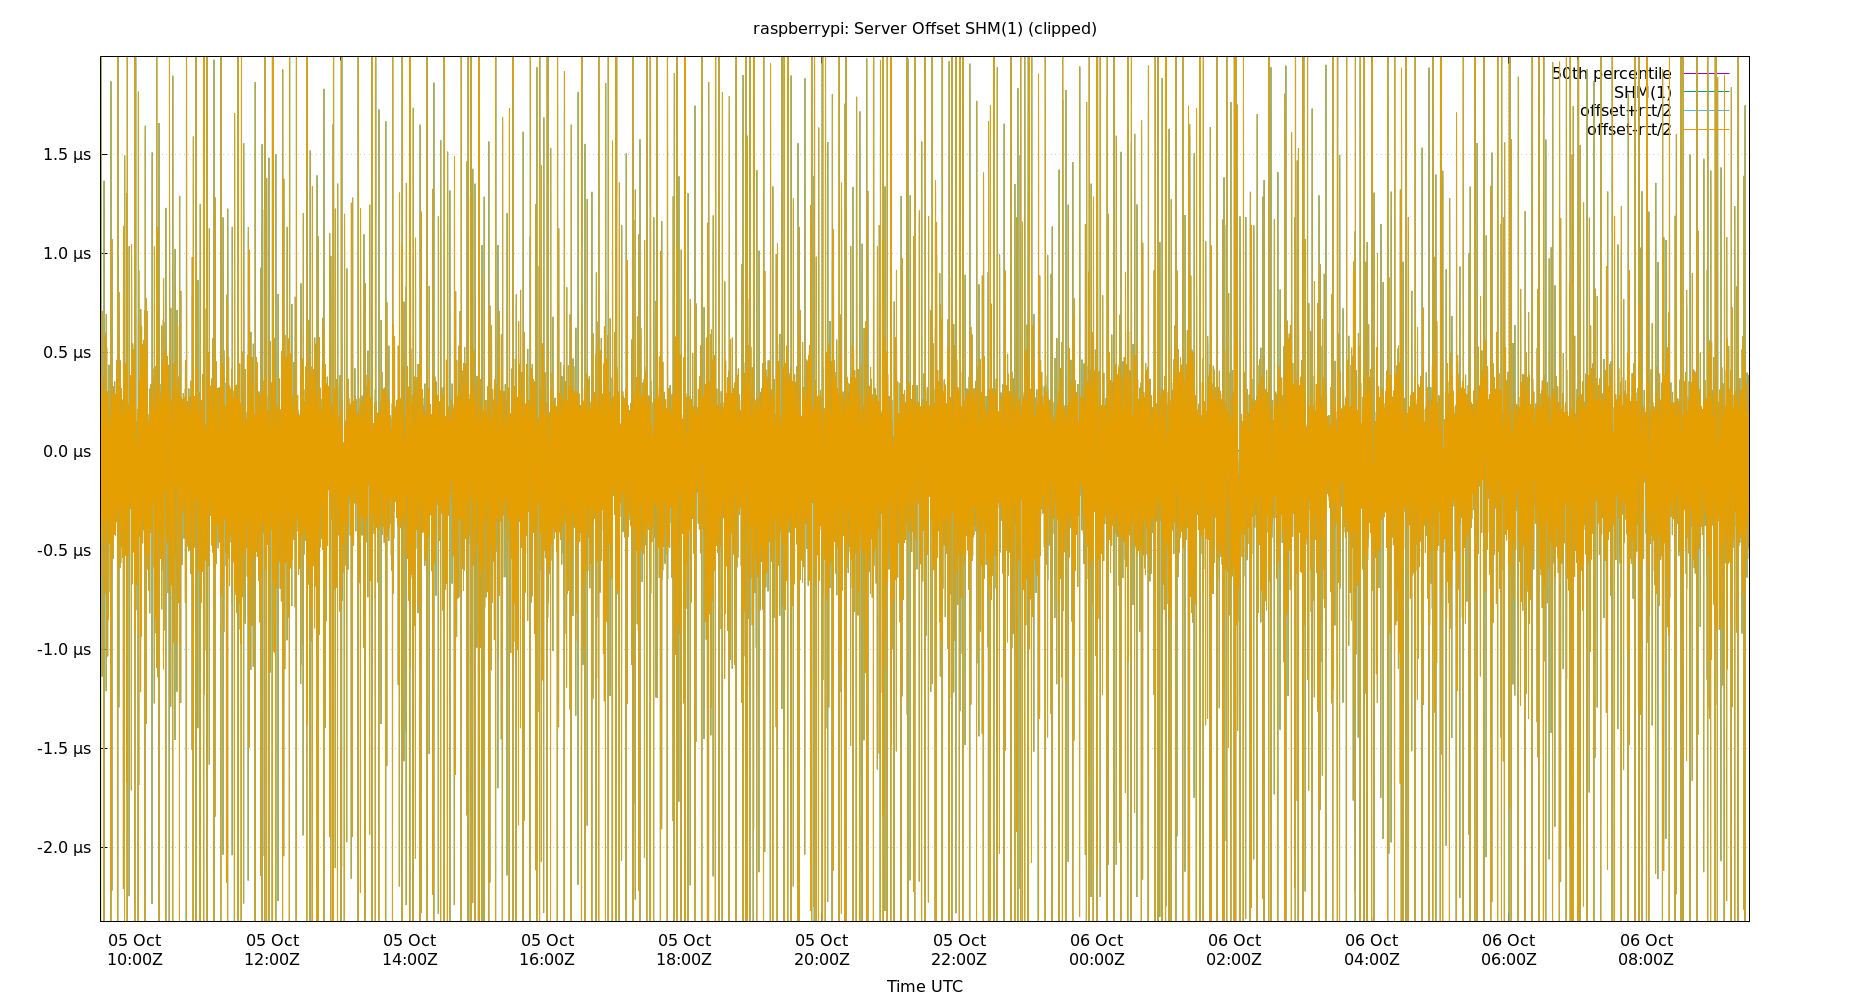 raspberrypi: Server Offset SHM(1) (clipped)
50th percentile
SHM(1)
offset+rtt/2
offset-rtt/2
1.5 µs
1.0 µs
0.5 µs
0.0 µs
-0.5 µs
-1.0 µs
-1.5 µs
-2.0 µs
05 Oct 05 Oct 05 Oct 05 Oct 05 Oct 05 Oct 05 Oct 06 Oct 06 Oct 06 Oct 06 Oct 06 Oct
10:00Z 12:00Z 14:00Z 16:00Z 18:00Z 20:00Z 22:00Z 00:00Z 02:00Z 04:00Z 06:00Z 08:00Z
Time UTC